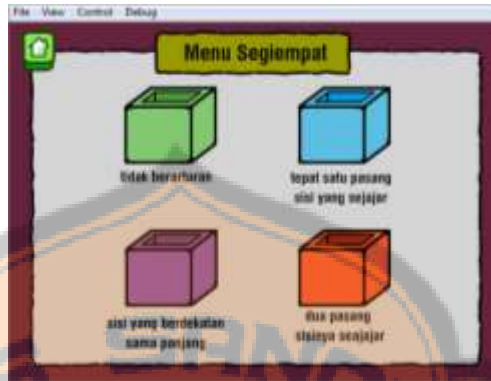 File View Control Debug
Menu Segiempat
tidak beraturan
tepat satu pasang
sisi yang sejajar
sisi yang berdekatan
sama panjang
dua pasang
sisinya seajajar